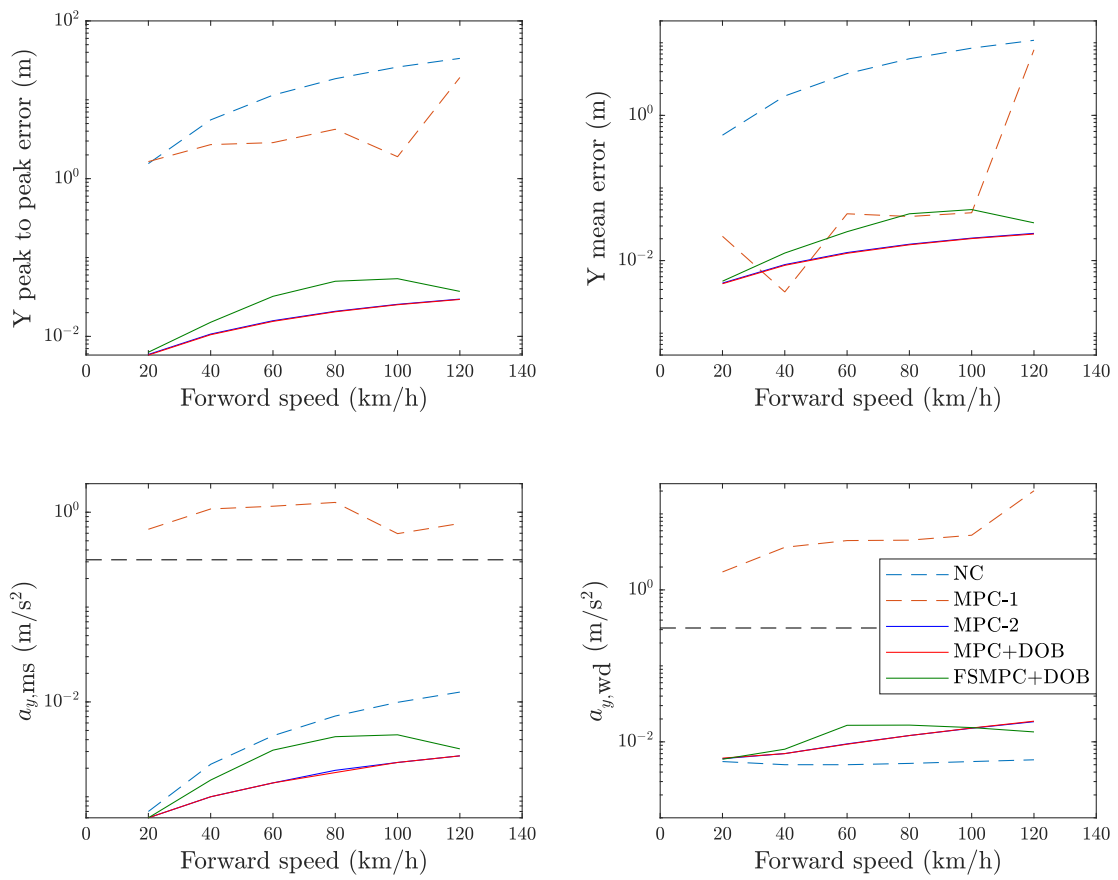 Y peak to peak error (m)
10^2
10^0
10^-2
0 20 40 60 80 100 120 140
Forword speed (km/h)
Y mean error (m)
10^0
10^-2
0 20 40 60 80 100 120 140
Forward speed (km/h)
a_y,ms (m/s^2)
10^0
10^-2
0 20 40 60 80 100 120 140
Forward speed (km/h)
a_y,wd (m/s^2)
10^0
10^-2
0 20 40 60 80 100 120 140
Forward speed (km/h)
NC
MPC-1
MPC-2
MPC+DOB
FSMPC+DOB